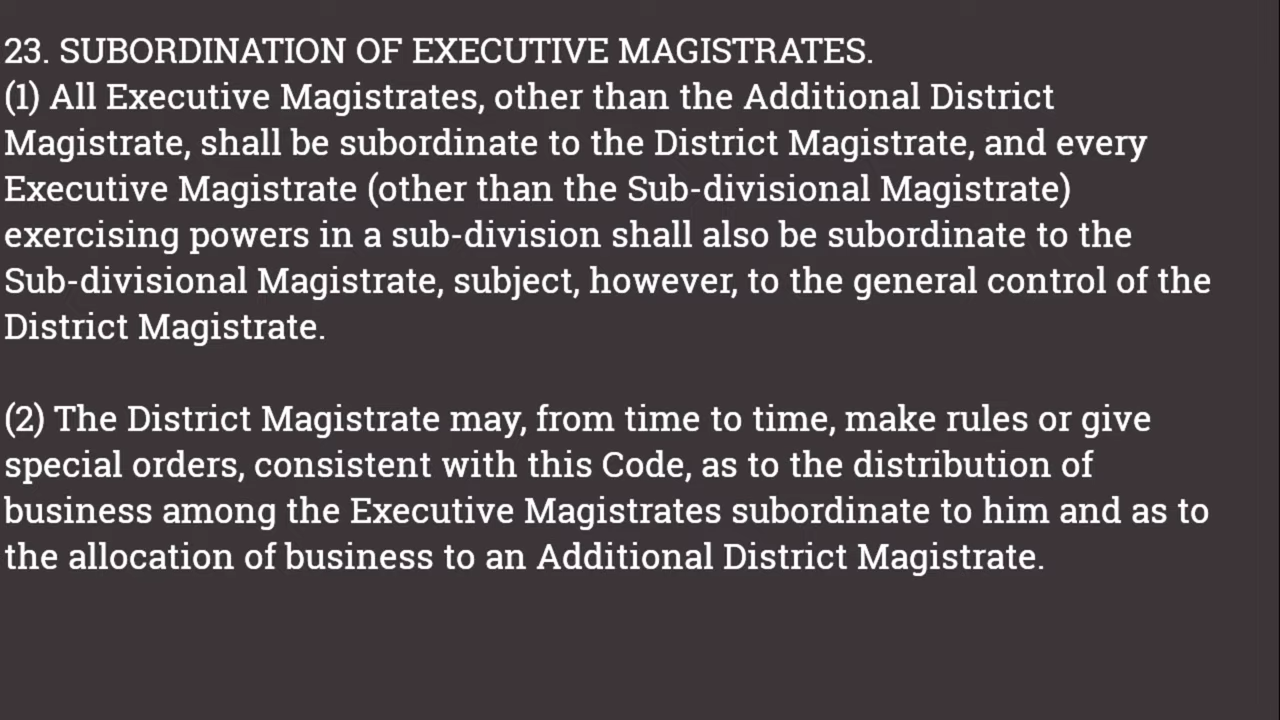 23. SUBORDINATION OF EXECUTIVE MAGISTRATES.
(1) All Executive Magistrates, other than the Additional District
Magistrate, shall be subordinate to the District Magistrate, and every
Executive Magistrate (other than the Sub-divisional Magistrate)
exercising powers in a sub-division shall also be subordinate to the
Sub-divisional Magistrate, subject, however, to the general control of the
District Magistrate.
(2) The District Magistrate may, from time to time, make rules or give
special orders, consistent with this Code, as to the distribution of
business among the Executive Magistrates subordinate to him and as to
the allocation of business to an Additional District Magistrate.